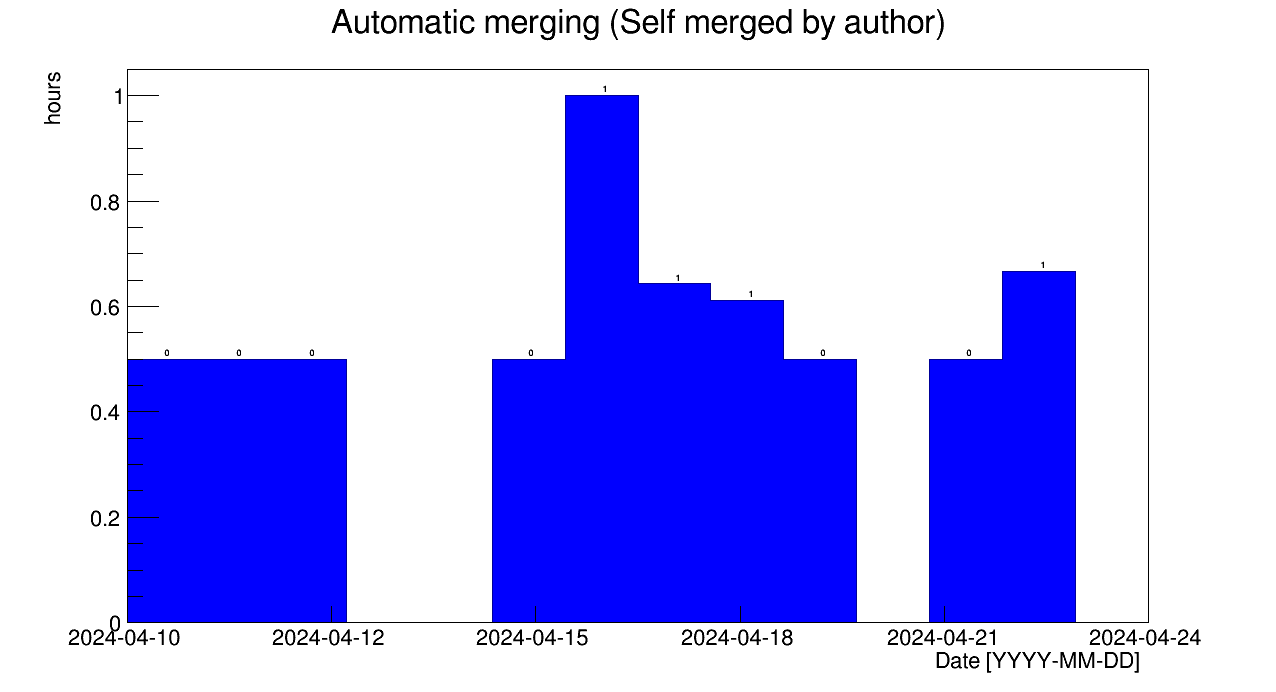 Automatic merging (Self merged by author)
hours
1
0.8
0.6
0.4
0.2
0
0 0 0 0 1 1 1 0 0 1
2024-04-10 2024-04-12 2024-04-15 2024-04-18 2024-04-21 2024-04-24
Date [YYYY-MM-DD]